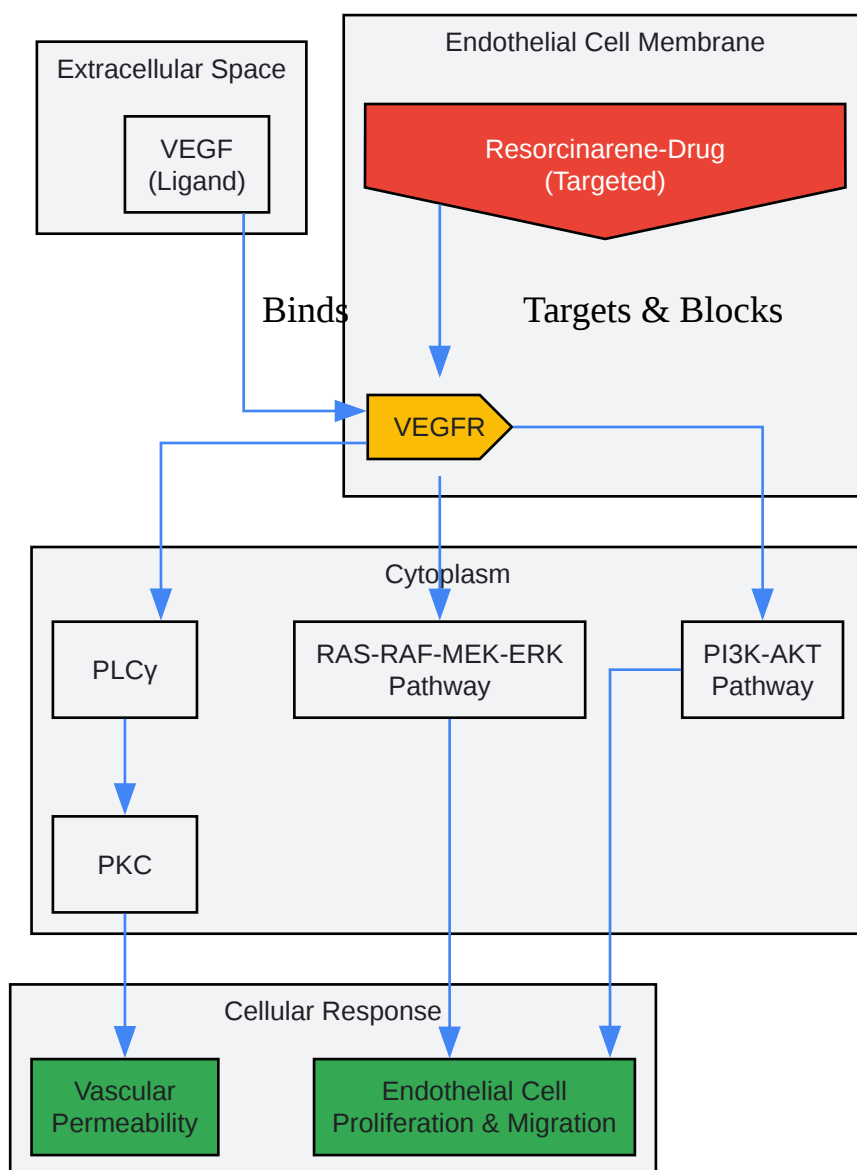 Extracellular Space
VEGF
(Ligand)
Endothelial Cell Membrane
Resorcinarene-Drug
(Targeted)
Binds
Targets & Blocks
VEGFR
Cytoplasm
PLCγ
RAS-RAF-MEK-ERK
Pathway
PI3K-AKT
Pathway
PKC
Cellular Response
Vascular
Permeability
Endothelial Cell
Proliferation & Migration